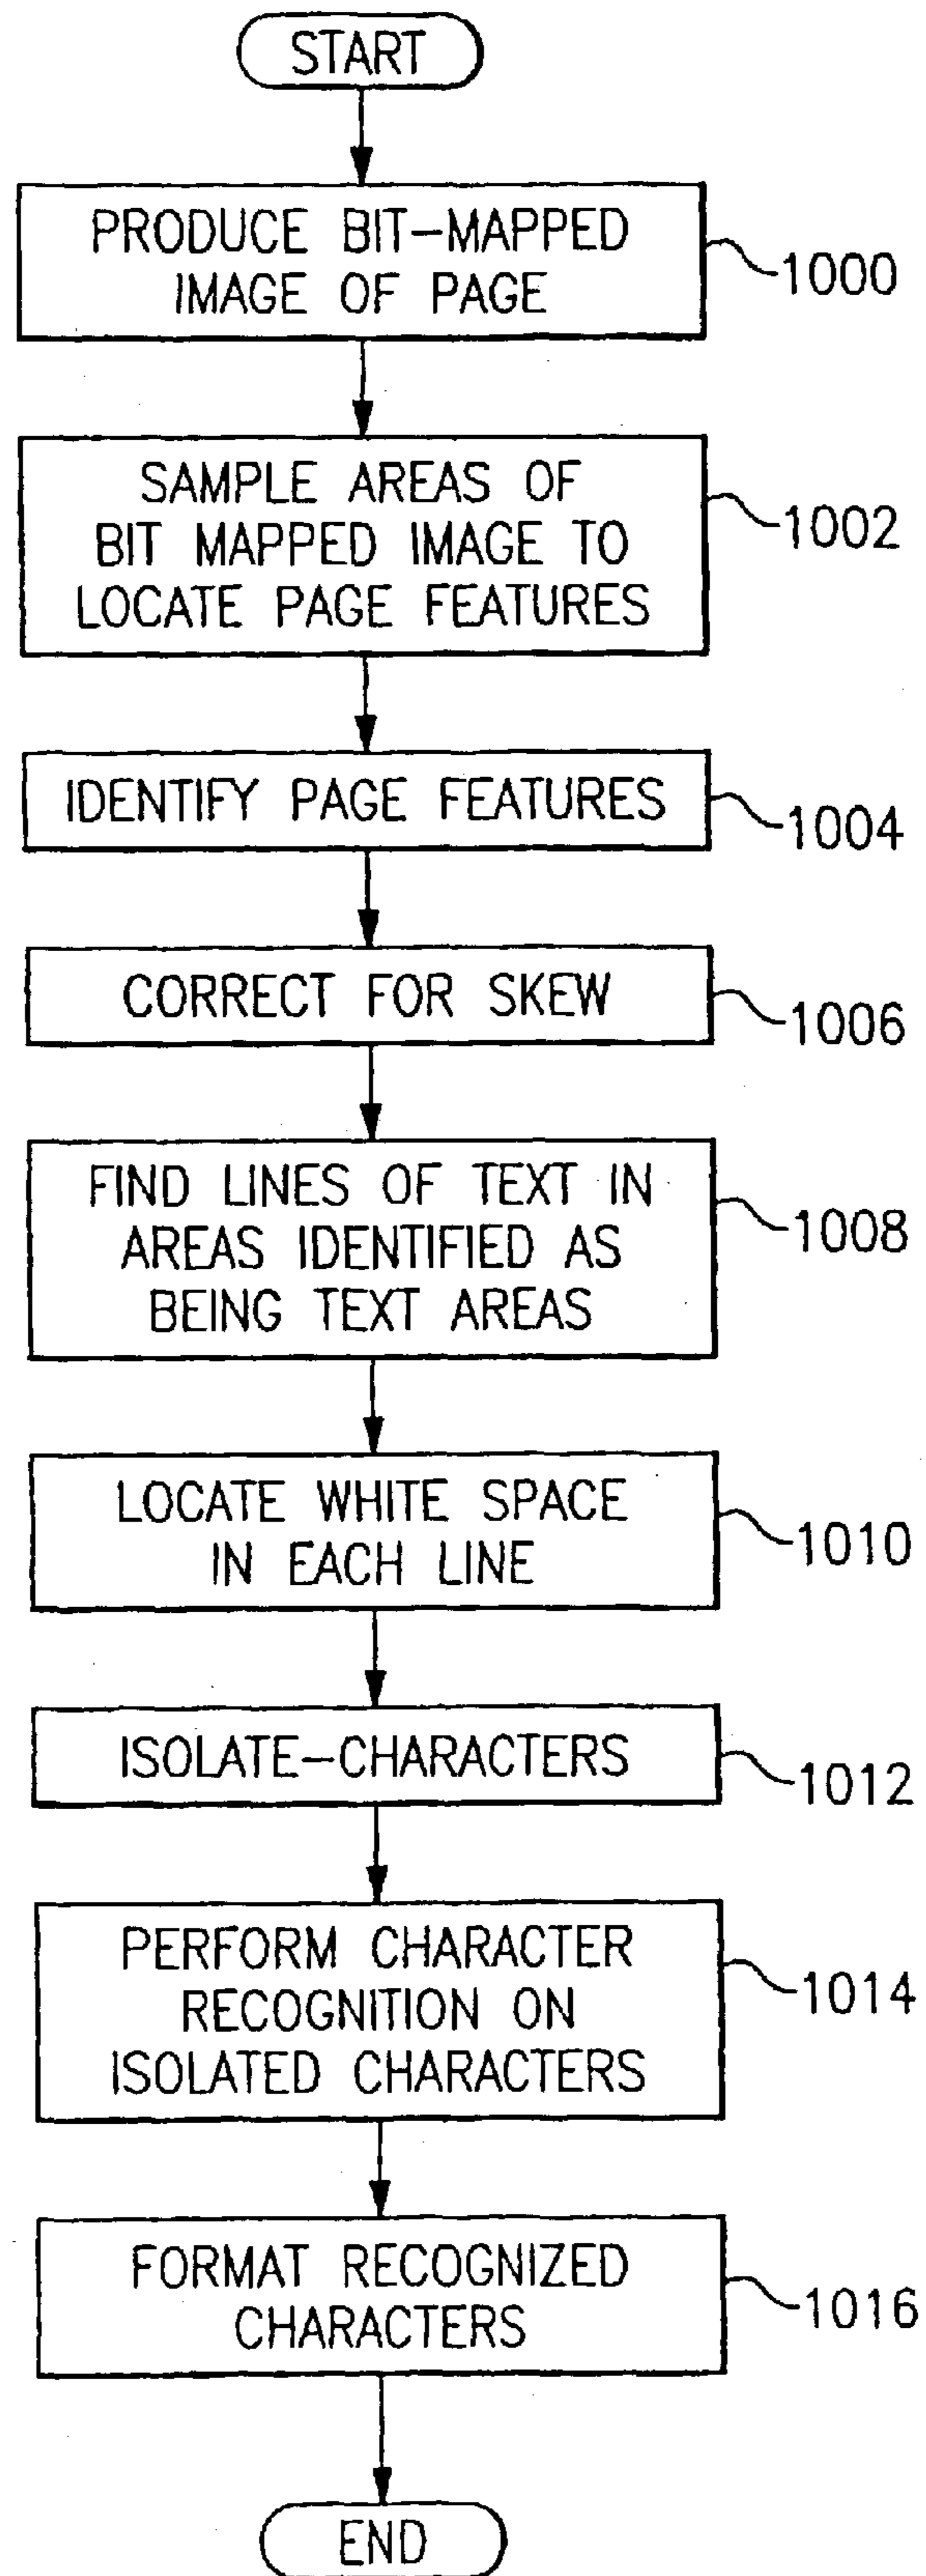 START
PRODUCE BIT-MAPPED
IMAGE OF PAGE
1000
SAMPLE AREAS OF
BIT MAPPED IMAGE TO
LOCATE PAGE FEATURES
1002
IDENTIFY PAGE FEATURES
1004
CORRECT FOR SKEW
1006
FIND LINES OF TEXT IN
AREAS IDENTIFIED AS
BEING TEXT AREAS
1008
LOCATE WHITE SPACE
IN EACH LINE
1010
ISOLATE-CHARACTERS
1012
PERFORM CHARACTER
RECOGNITION ON
ISOLATED CHARACTERS
1014
FORMAT RECOGNIZED
CHARACTERS
1016
END